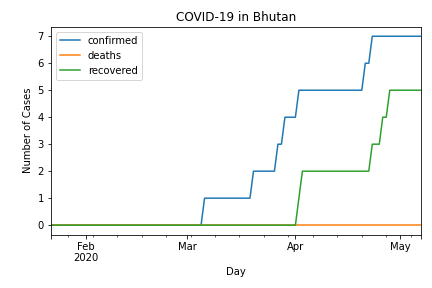 COVID-19 in Bhutan
confirmed
deaths
recovered
Number of Cases
7
6
5
4
3
2
1
0
Feb
2020
Mar
Apr
May
Day